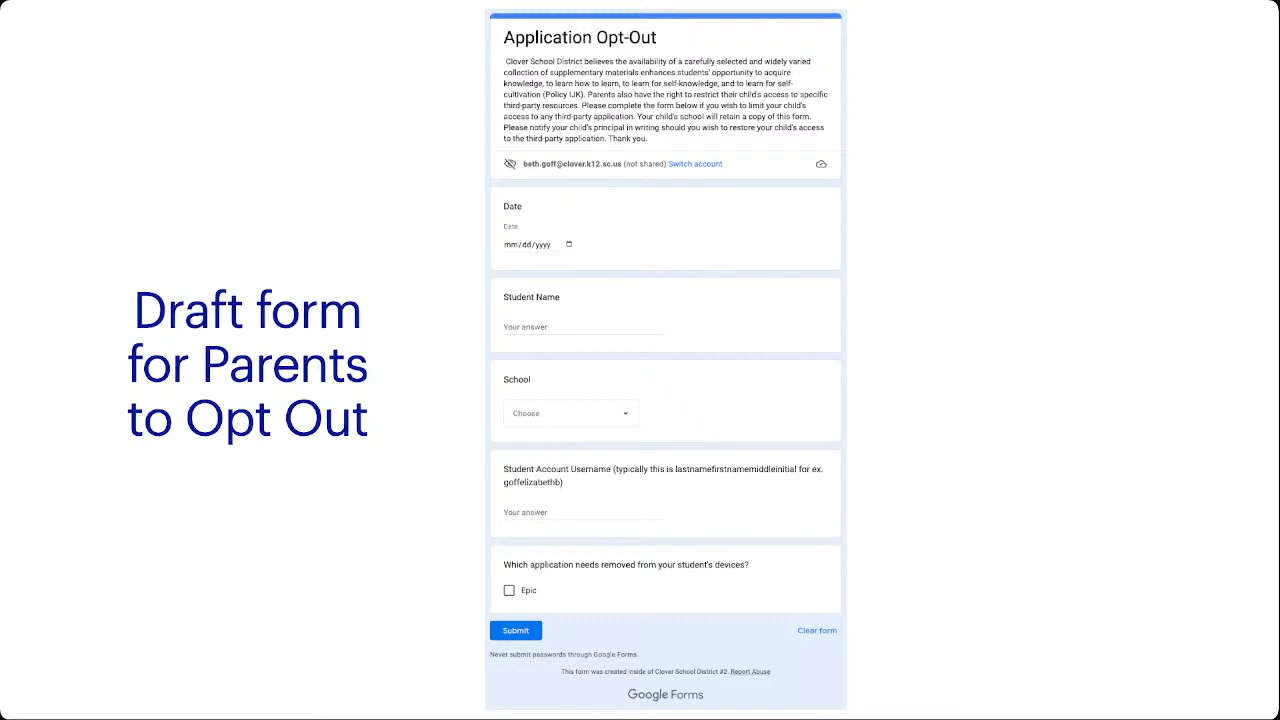 Draft form
for Parents
to Opt Out
Application Opt-Out
Clover School District believes the availability of a carefully selected and widely varied
collection of supplementary materials enhances students' opportunity to acquire
knowledge, to learn how to learn, to learn for self-knowledge, and to learn for self-
cultivation (Policy IJK). Parents also have the right to restrict their child's access to specific
third-party resources. Please complete the form below if you wish to limit your child's
access to any third-party application. Your child's school will retain a copy of this form.
Please notify your child's principal in writing should you wish to restore your child's access
to the third-party application. Thank you.
beth.goff@clover.k12.sc.us (not shared) Switch account
Date
Date
mm/dd/yyyy
Student Name
Your answer
School
Choose
Student Account Username (typically this is lastnamefirstnamemiddleinitial for ex.
goffelizabethb)
Your answer
Which application needs removed from your student's devices?
Epic
Submit
Clear form
Never submit passwords through Google Forms.
This form was created inside of Clover School District #2. Report Abuse
Google Forms